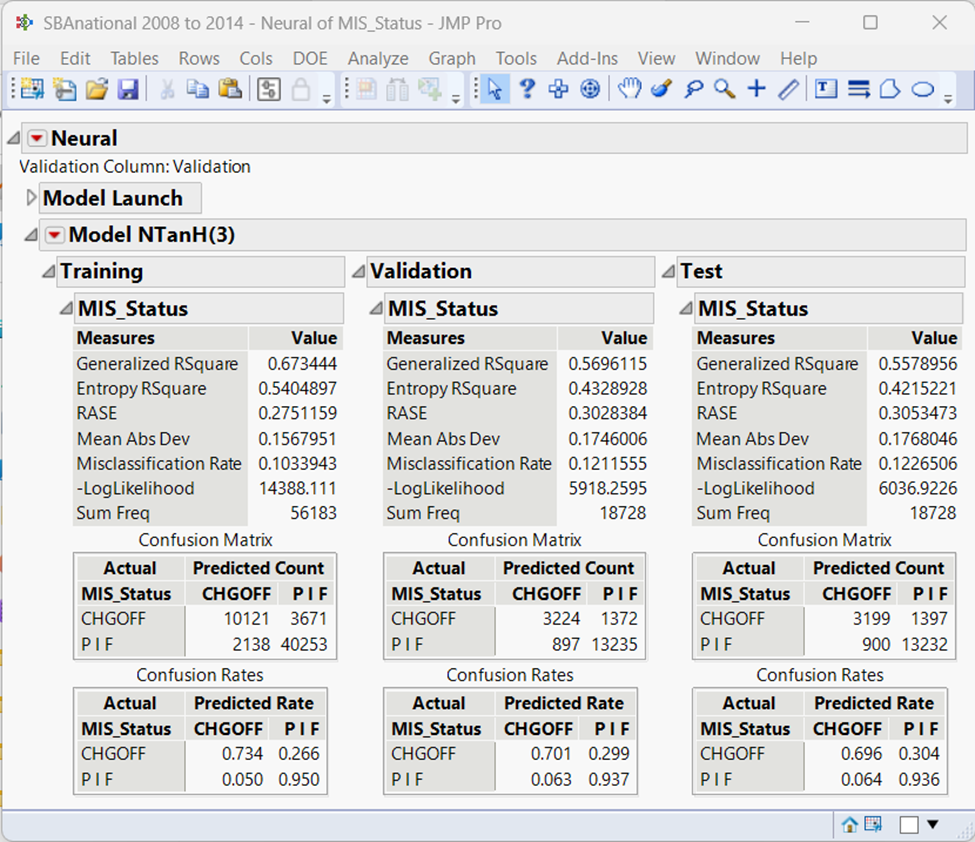 SBAnational 2008 to 2014 - Neural of MIS_Status - JMP Pro
File Edit Tables Rows Cols DOE Analyze Graph Tools Add-Ins View Window Help
Neural
Validation Column: Validation
Model Launch
Model NTanH(3)
Training
MIS_Status
Measures Value
Generalized RSquare 0.673444
Entropy RSquare 0.5404897
RASE 0.2751159
Mean Abs Dev 0.1567951
Misclassification Rate 0.1033943
-LogLikelihood 14388.111
Sum Freq 56183
Confusion Matrix
Actual Predicted Count
MIS_Status CHGOFF P I F
CHGOFF 10121 3671
P I F 2138 40253
Confusion Rates
Actual Predicted Rate
MIS_Status CHGOFF P I F
CHGOFF 0.734 0.266
P I F 0.050 0.950
Validation
MIS_Status
Measures Value
Generalized RSquare 0.5696115
Entropy RSquare 0.4328928
RASE 0.3028384
Mean Abs Dev 0.1746006
Misclassification Rate 0.1211555
-LogLikelihood 5918.2595
Sum Freq 18728
Confusion Matrix
Actual Predicted Count
MIS_Status CHGOFF P I F
CHGOFF 3224 1372
P I F 897 13235
Confusion Rates
Actual Predicted Rate
MIS_Status CHGOFF P I F
CHGOFF 0.701 0.299
P I F 0.063 0.937
Test
MIS_Status
Measures Value
Generalized RSquare 0.5578956
Entropy RSquare 0.4215221
RASE 0.3053473
Mean Abs Dev 0.1768046
Misclassification Rate 0.1226506
-LogLikelihood 6036.9226
Sum Freq 18728
Confusion Matrix
Actual Predicted Count
MIS_Status CHGOFF P I F
CHGOFF 3199 1397
P I F 900 13232
Confusion Rates
Actual Predicted Rate
MIS_Status CHGOFF P I F
CHGOFF 0.696 0.304
P I F 0.064 0.936